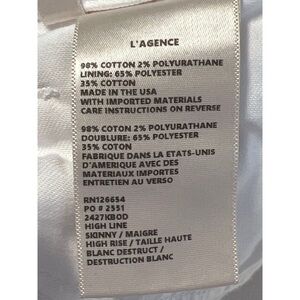 L'AGENCE
98% COTTON 2% POLYURATHANE
LINING: 65% POLYESTER
35% COTTON
MADE IN THE USA
WITH IMPORTED MATERIALS
CARE INSTRUCTIONS ON REVERSE
98% COTON 2% POLYURATHANE
DOUBLURE: 65% POLYESTER
35% COTON
FABRIQUE DANS LA ETATS-UNIS
D'AMERIQUE AVEC DES
MATERIAUX IMPORTES
ENTRETIEN AU VERSO
RN126654
PO # 2551
2427KBOD
HIGH LINE
SKINNY / MAIGRE
HIGH RISE / TAILLE HAUTE
BLANC DESTRUCT /
DESTRUCTION BLANC